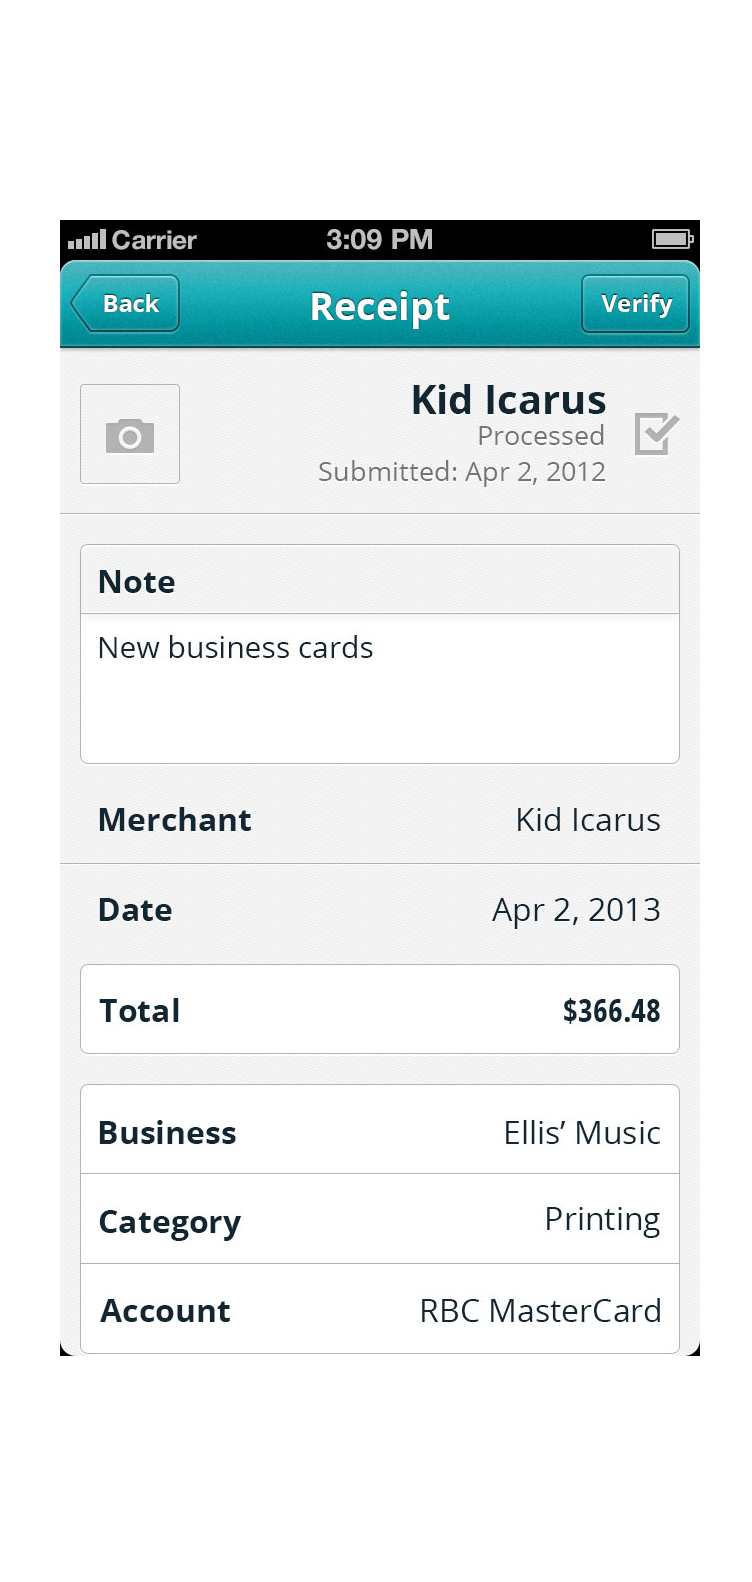 Carrier 3:09 PM
Back Receipt Verify
Kid Icarus
Processed
Submitted: Apr 2, 2012
Note
New business cards
Merchant Kid Icarus
Date Apr 2, 2013
Total $366.48
Business Ellis’ Music
Category Printing
Account RBC MasterCard